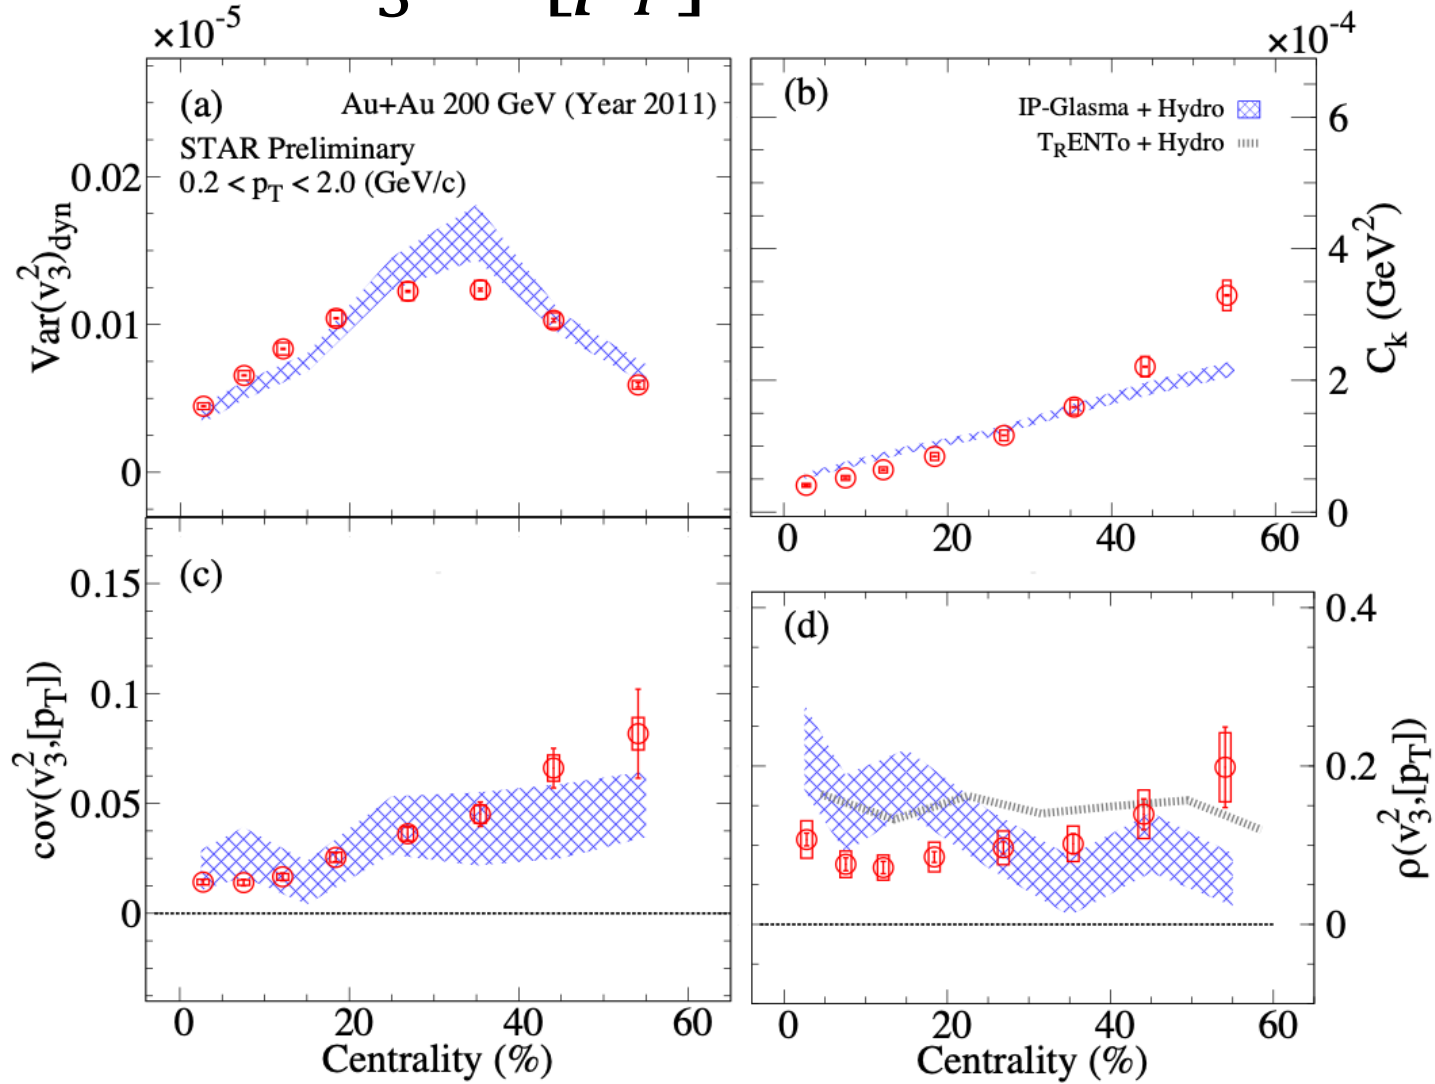 ×10⁻⁵
(a) Au+Au 200 GeV (Year 2011)
STAR Preliminary
0.2 < p_T < 2.0 (GeV/c)
0.02
0.01
0
Var(v₃²)dyn
×10⁻⁴
(b)
IP-Glasma + Hydro
T_RENTo + Hydro
6
4
2
0
C_k (GeV²)
0 20 40 60
(c)
0.15
0.1
0.05
0
cov(v₃²,[p_T])
0 20 40 60
Centrality (%)
(d)
0.4
0.2
0
ρ(v₃²,[p_T])
0 20 40 60
Centrality (%)